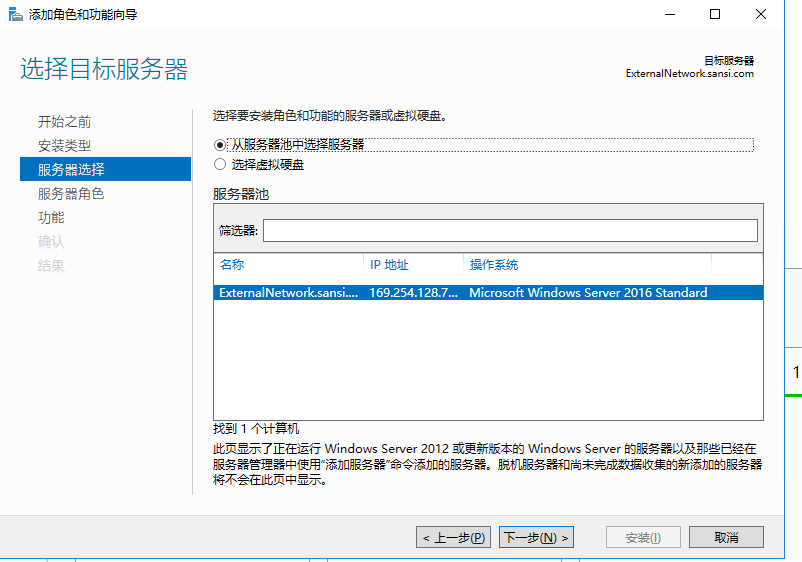 添加角色和功能向导
选择目标服务器
目标服务器
ExternalNetwork.sansi.com
开始之前
安装类型
服务器选择
服务器角色
功能
确认
结果
选择要安装角色和功能的服务器或虚拟硬盘。
从服务器池中选择服务器
选择虚拟硬盘
服务器池
筛选器:
名称 IP 地址 操作系统
ExternalNetwork.sansi.... 169.254.128.7... Microsoft Windows Server 2016 Standard
找到 1 个计算机
此页显示了正在运行 Windows Server 2012 或更新版本的 Windows Server 的服务器以及那些已经在
服务器管理器中使用"添加服务器"命令添加的服务器。脱机服务器和尚未完成数据收集的新添加的服务器
将不会在此页中显示。
< 上一步(P) 下一步(N) > 安装(I) 取消
1